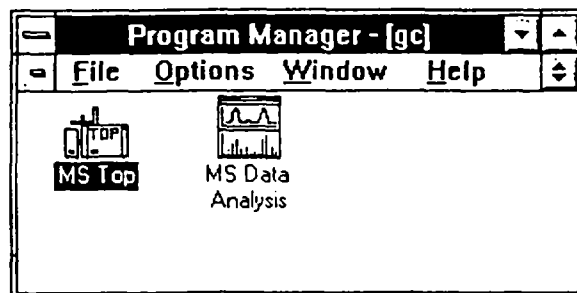 Program Manager - [gc]
File Options Window Help
TOP
MS Top
MS Data
Analysis